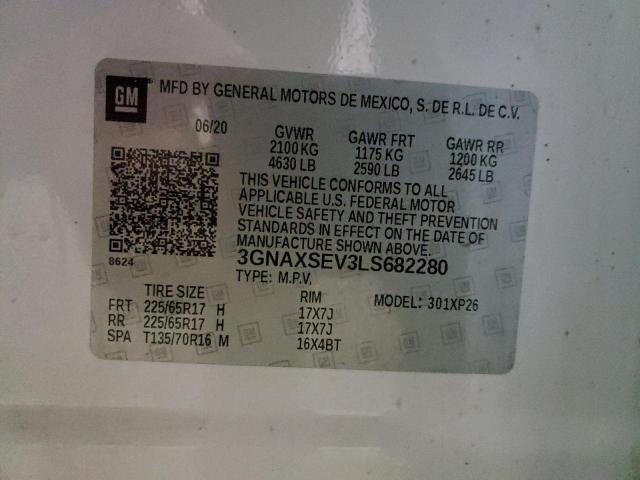 GM MFD BY GENERAL MOTORS DE MEXICO, S. DE R.L. DE C.V.
06/20 GVWR GAWR FRT GAWR RR
2100 KG 1175 KG 1200 KG
4630 LB 2590 LB 2645 LB
THIS VEHICLE CONFORMS TO ALL
APPLICABLE U.S. FEDERAL MOTOR
VEHICLE SAFETY AND THEFT PREVENTION
STANDARDS IN EFFECT ON THE DATE OF
MANUFACTURE SHOWN ABOVE.
8624 3GNAXSEV3LS682280
TYPE: M.P.V.
TIRE SIZE RIM MODEL: 301XP26
FRT 225/65R17 H 17X7J
RR 225/65R17 H 17X7J
SPA T135/70R16 M 16X4BT